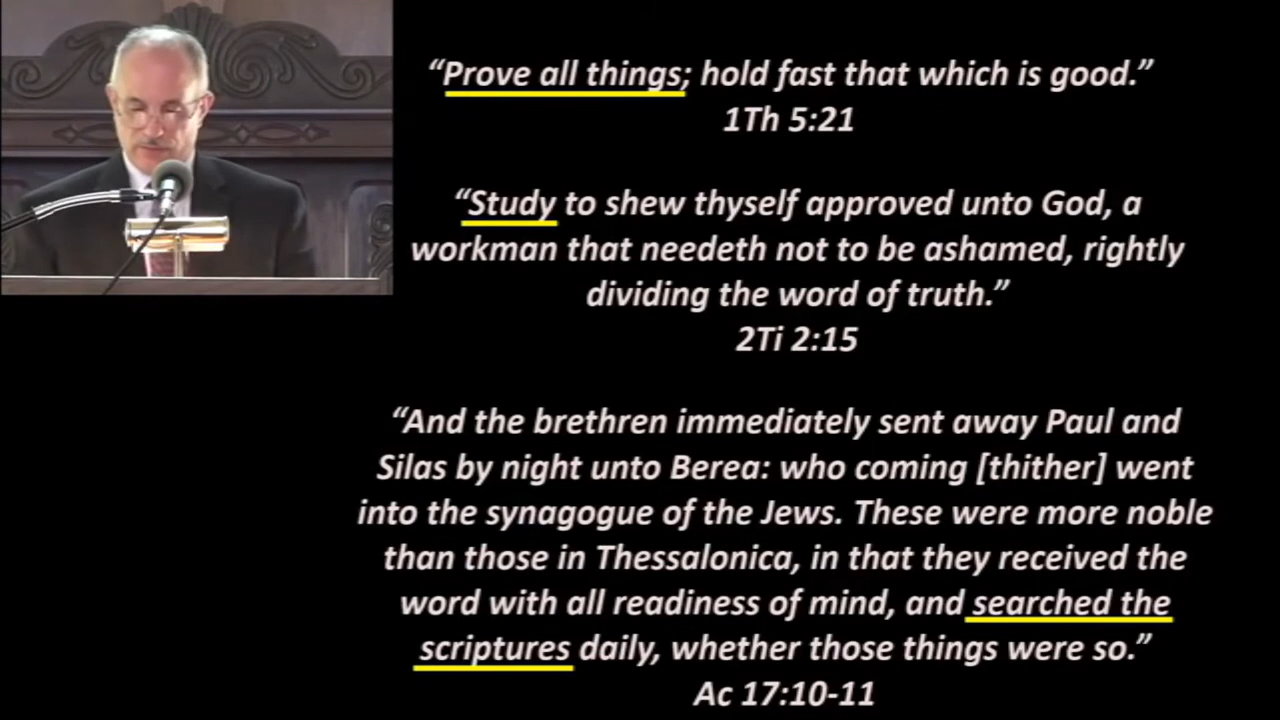 “Prove all things; hold fast that which is good.”
1Th 5:21
“Study to shew thyself approved unto God, a
workman that needeth not to be ashamed, rightly
dividing the word of truth.”
2Ti 2:15
“And the brethren immediately sent away Paul and
Silas by night unto Berea: who coming [thither] went
into the synagogue of the Jews. These were more noble
than those in Thessalonica, in that they received the
word with all readiness of mind, and searched the
scriptures daily, whether those things were so.”
Ac 17:10-11